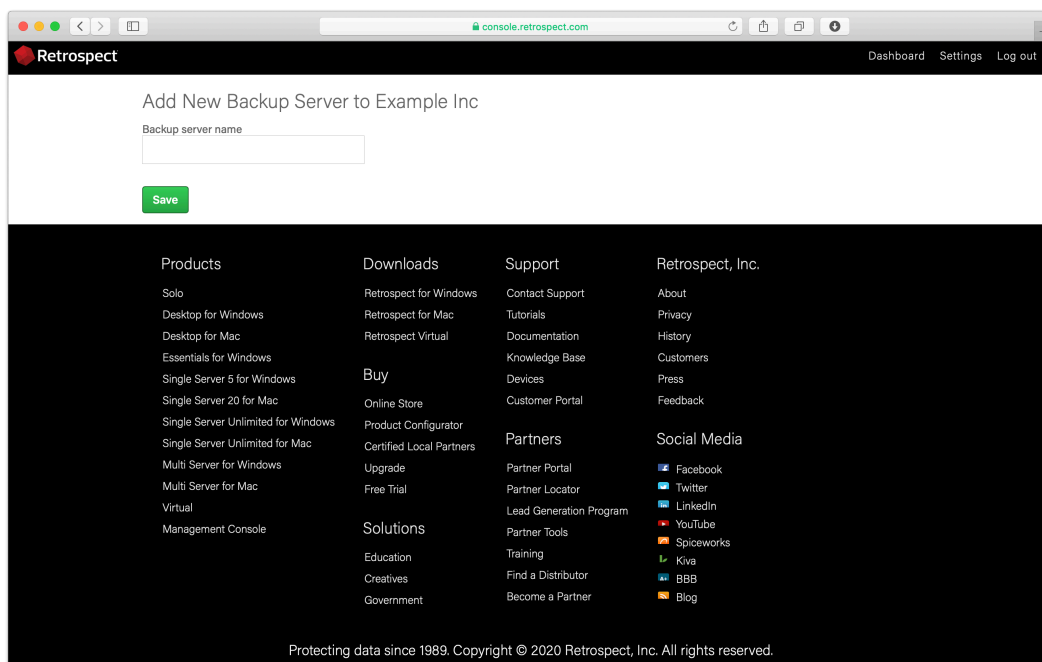 console.retrospect.com
Retrospect
Dashboard Settings Log out
Add New Backup Server to Example Inc
Backup server name
Save
Products
Solo
Desktop for Windows
Desktop for Mac
Essentials for Windows
Single Server 5 for Windows
Single Server 20 for Mac
Single Server Unlimited for Windows
Single Server Unlimited for Mac
Multi Server for Windows
Multi Server for Mac
Virtual
Management Console
Downloads
Retrospect for Windows
Retrospect for Mac
Retrospect Virtual
Buy
Online Store
Product Configurator
Certified Local Partners
Upgrade
Free Trial
Solutions
Education
Creatives
Government
Support
Contact Support
Tutorials
Documentation
Knowledge Base
Devices
Customer Portal
Partners
Partner Portal
Partner Locator
Lead Generation Program
Partner Tools
Training
Find a Distributor
Become a Partner
Retrospect, Inc.
About
Privacy
History
Customers
Press
Feedback
Social Media
Facebook
Twitter
LinkedIn
YouTube
Spiceworks
Kiva
BBB
Blog
Protecting data since 1989. Copyright © 2020 Retrospect, Inc. All rights reserved.